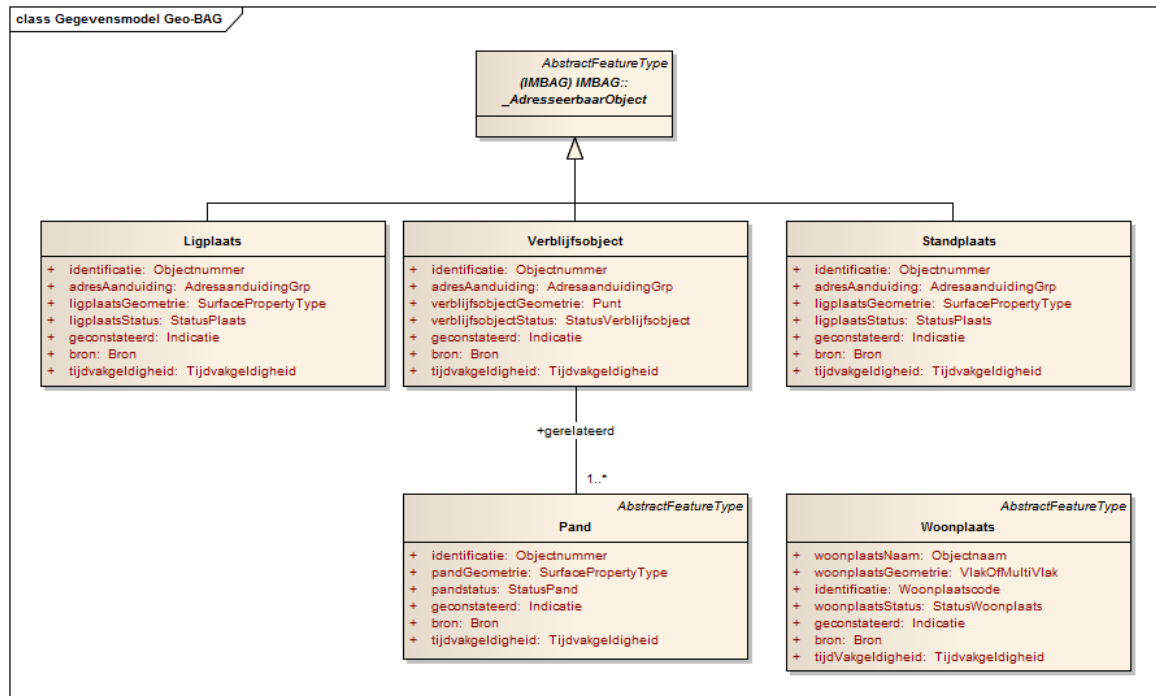 class Gegevensmodel Geo-BAG
AbstractFeatureType
(IMBAG) IMBAG::
_AdresseerbaarObject
Ligplaats
+ identificatie: Objectnummer
+ adresAanduiding: AdresaanduidingGrp
+ ligplaatsGeometrie: SurfacePropertyType
+ ligplaatsStatus: StatusPlaats
+ geconstateerd: Indicatie
+ bron: Bron
+ tijdvakgeldigheid: Tijdvakgeldigheid
Verblijfsobject
+ identificatie: Objectnummer
+ adresAanduiding: AdresaanduidingGrp
+ verblijfsobjectGeometrie: Punt
+ verblijfsobjectStatus: StatusVerblijfsobject
+ geconstateerd: Indicatie
+ bron: Bron
+ tijdvakgeldigheid: Tijdvakgeldigheid
Standplaats
+ identificatie: Objectnummer
+ adresAanduiding: AdresaanduidingGrp
+ ligplaatsGeometrie: SurfacePropertyType
+ ligplaatsStatus: StatusPlaats
+ geconstateerd: Indicatie
+ bron: Bron
+ tijdvakgeldigheid: Tijdvakgeldigheid
+gerelateerd
1..*
AbstractFeatureType
Pand
+ identificatie: Objectnummer
+ pandGeometrie: SurfacePropertyType
+ pandstatus: StatusPand
+ geconstateerd: Indicatie
+ bron: Bron
+ tijdvakgeldigheid: Tijdvakgeldigheid
AbstractFeatureType
Woonplaats
+ woonplaatsNaam: Objectnaam
+ woonplaatsGeometrie: VlakOfMultiVlak
+ identificatie: Woonplaatscode
+ woonplaatsStatus: StatusWoonplaats
+ geconstateerd: Indicatie
+ bron: Bron
+ tijdVakgeldigheid: Tijdvakgeldigheid